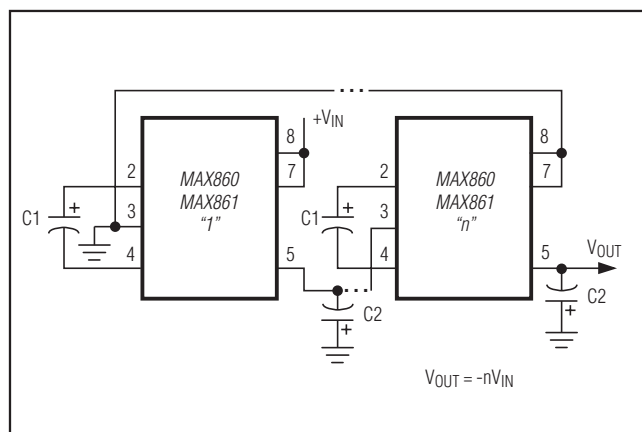 +VIN
8
7
2
3
4
5
MAX860
MAX861
"1"
C1
+
C2
+
8
7
2
3
4
5
MAX860
MAX861
"n"
C1
+
VOUT
C2
+
VOUT = -nVIN